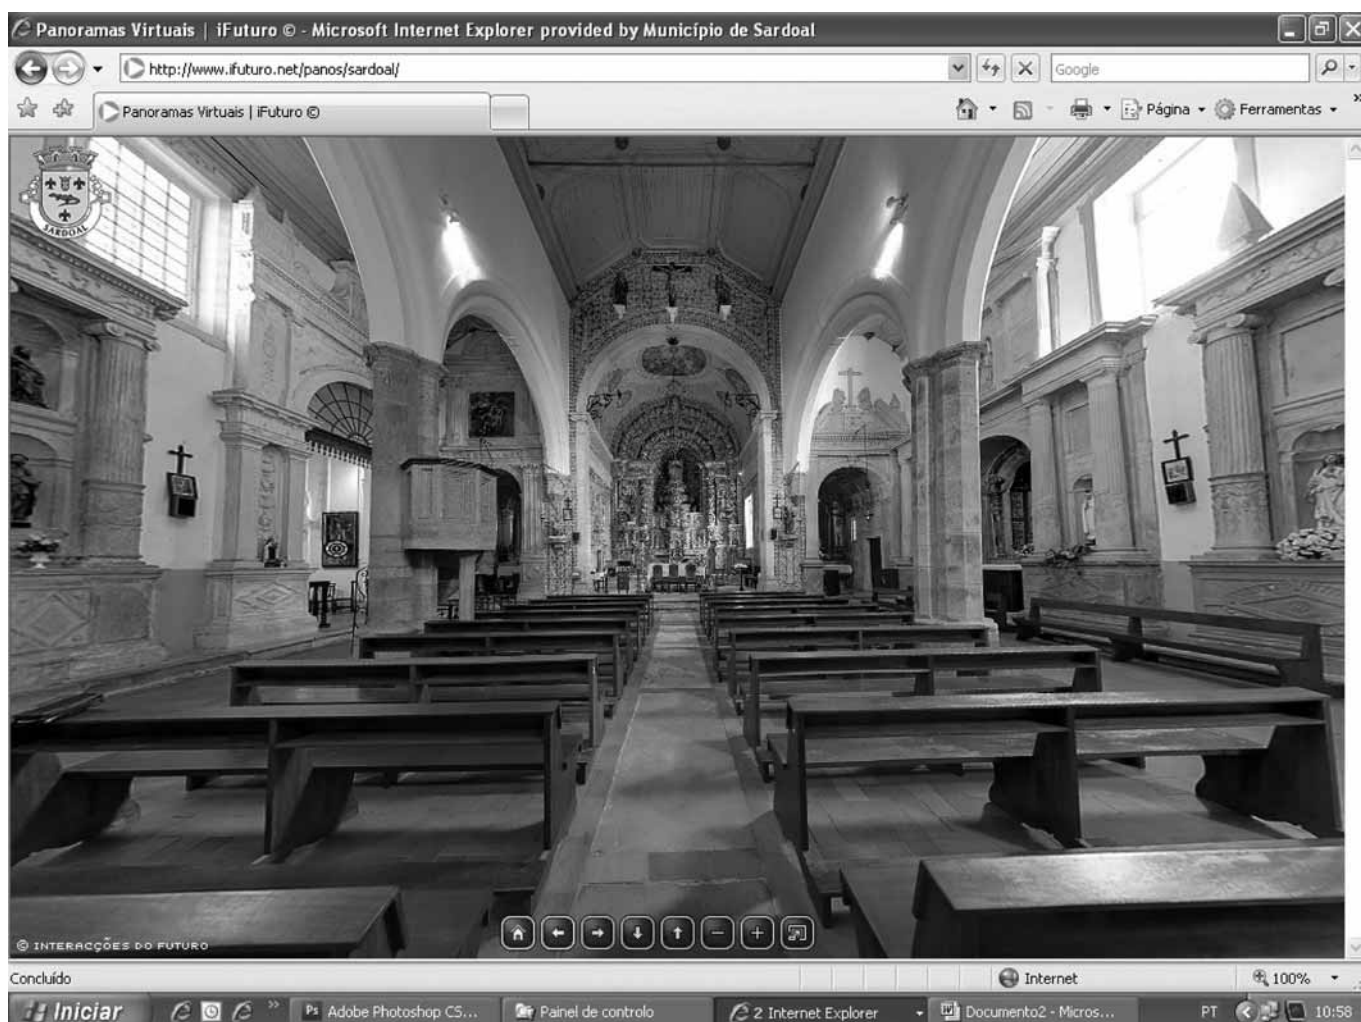 Panoramas Virtuais | iFuturo © - Microsoft Internet Explorer provided by Município de Sardoal
http://www.ifuturo.net/panos/sardoal/
Google
Panoramas Virtuais | iFuturo ©
Página
Ferramentas
SARDOAL
© INTERACÇÕES DO FUTURO
Concluído
Internet
100%
Iniciar
Adobe Photoshop CS...
Painel de controlo
2 Internet Explorer
Documento2 - Micros...
PT
10:58